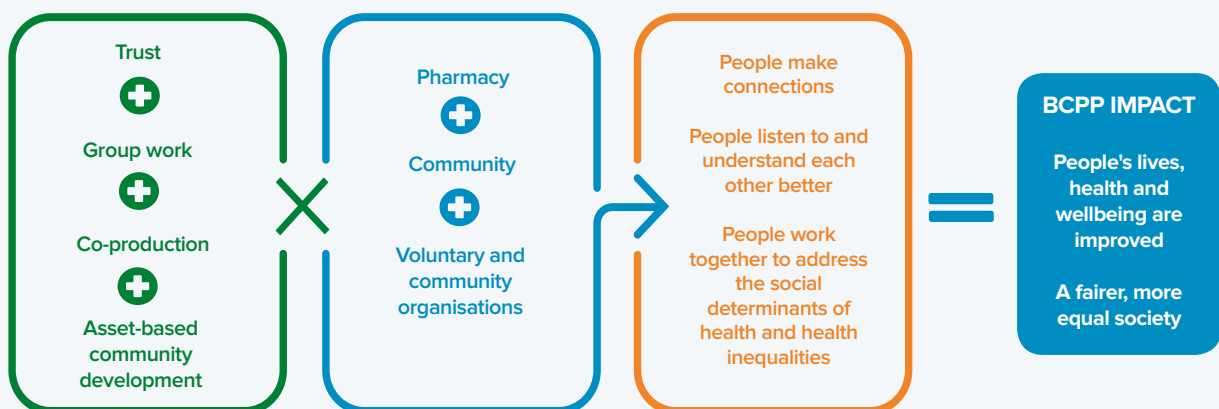 Trust
Group work
Co-production
Asset-based
community
development
Pharmacy
Community
Voluntary and
community
organisations
People make
connections
People listen to and
understand each
other better
People work
together to address
the social
determinants of
health and health
inequalities
BCPP IMPACT
People's lives,
health and
wellbeing are
improved
A fairer, more
equal society